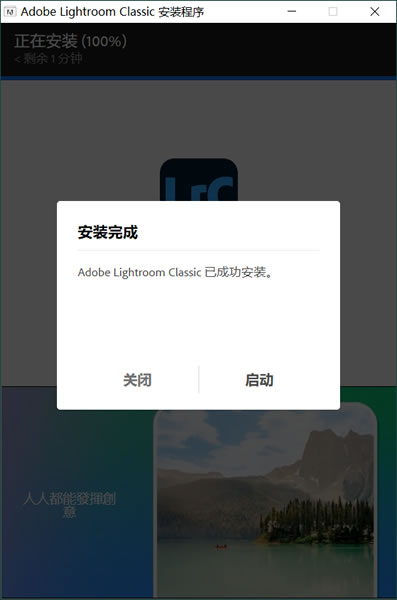 Adobe Lightroom Classic 安装程序
正在安装 (100%)
< 剩余 1 分钟
LrC
安装完成
Adobe Lightroom Classic 已成功安装。
关闭
启动
人人都能發揮創
意